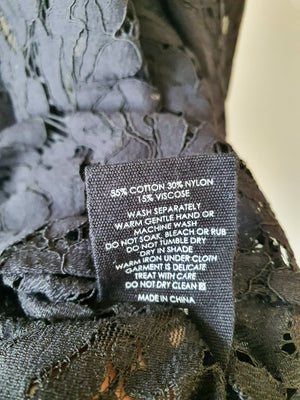 55% COTTON 30% NYLON
15% VISCOSE
WASH SEPARATELY
WARM GENTLE HAND OR
MACHINE WASH
DO NOT SOAK, BLEACH OR RUB
DO NOT TUMBLE DRY
DRY IN SHADE
WARM IRON UNDER CLOTH
GARMENT IS DELICATE
TREAT WITH CARE
DO NOT DRY CLEAN
MADE IN CHINA